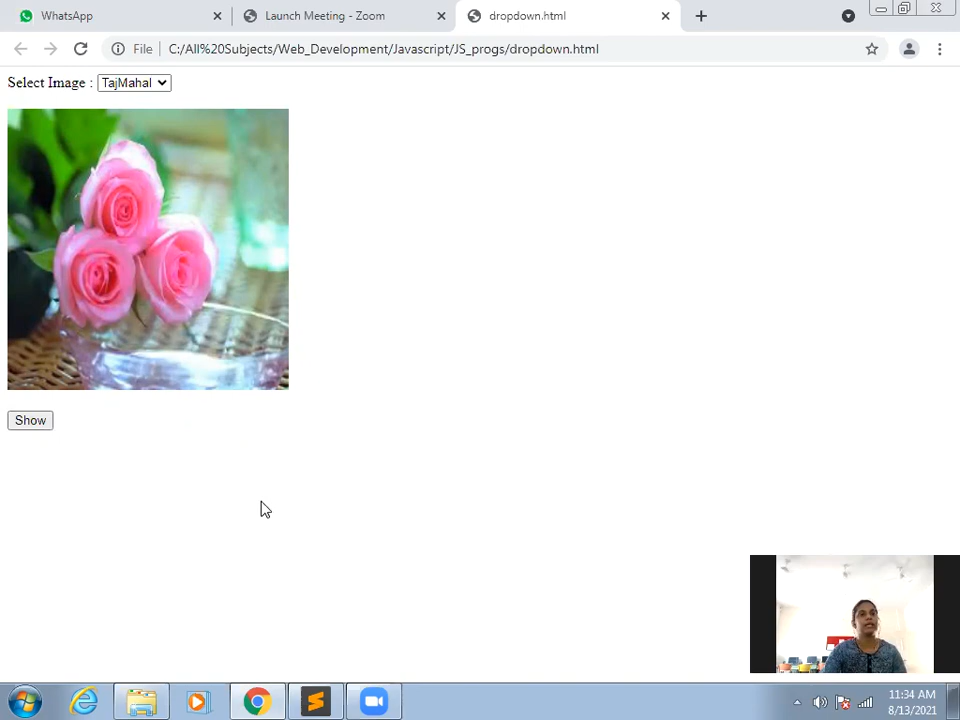 WhatsApp
Launch Meeting - Zoom
dropdown.html
File
C:/All%20Subjects/Web_Development/Javascript/JS_progs/dropdown.html
Select Image : TajMahal
Show
11:34 AM
8/13/2021